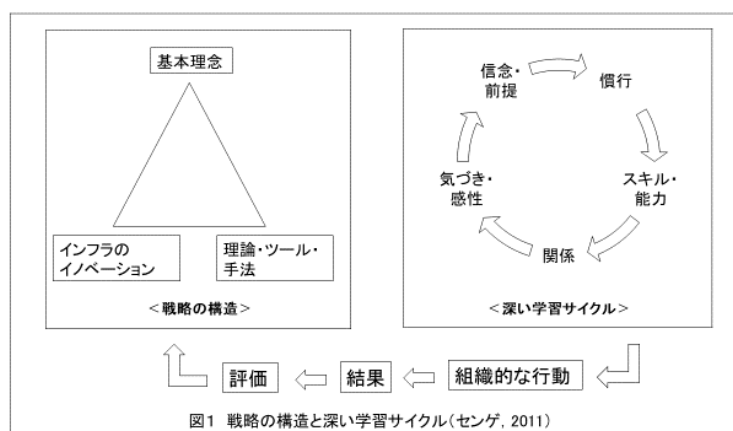 基本理念
インフラの
イノベーション
理論・ツール・
手法
＜戦略の構造＞
信念・
前提
慣行
スキル・
能力
関係
気づき・
感性
＜深い学習サイクル＞
評価
結果
組織的な行動
図1 戦略の構造と深い学習サイクル(センゲ, 2011)